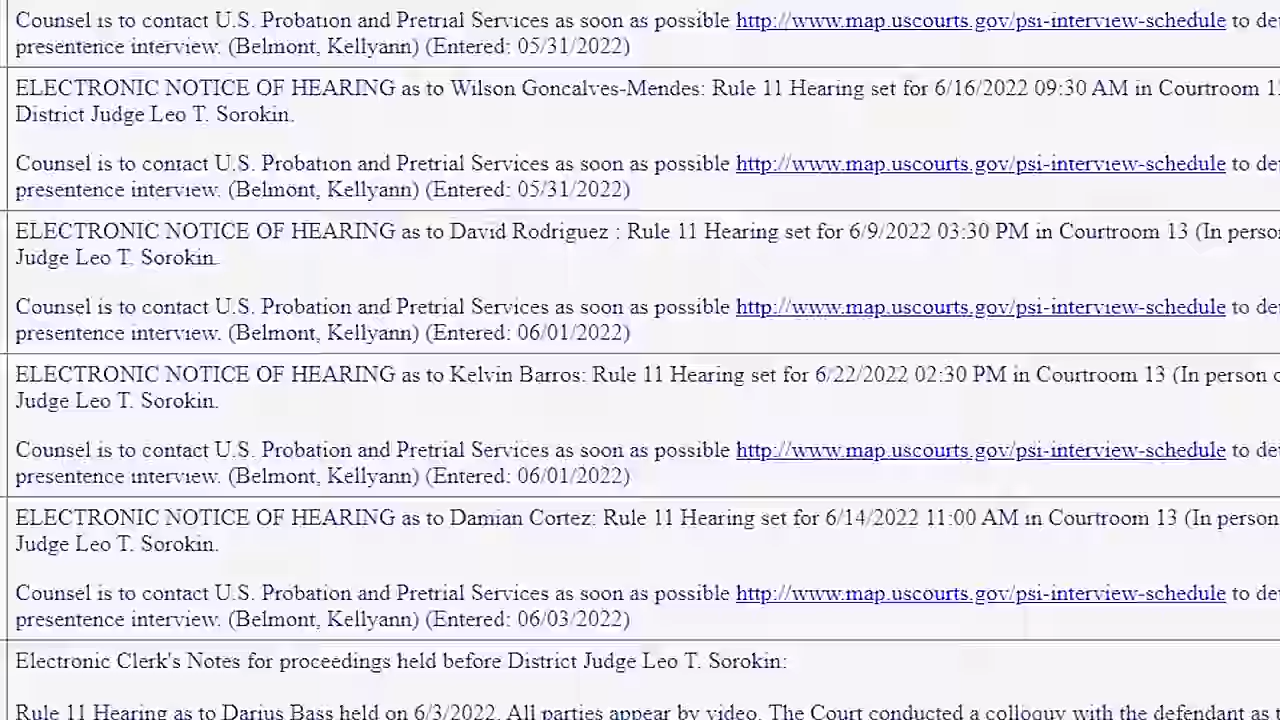 Counsel is to contact U.S. Probation and Pretrial Services as soon as possible http://www.map.uscourts.gov/psi-interview-schedule to de
presentence interview. (Belmont, Kellyann) (Entered: 05/31/2022)
ELECTRONIC NOTICE OF HEARING as to Wilson Goncalves-Mendes: Rule 11 Hearing set for 6/16/2022 09:30 AM in Courtroom 1
District Judge Leo T. Sorokin.
Counsel is to contact U.S. Probation and Pretrial Services as soon as possible http://www.map.uscourts.gov/psi-interview-schedule to de
presentence interview. (Belmont, Kellyann) (Entered: 05/31/2022)
ELECTRONIC NOTICE OF HEARING as to David Rodriguez : Rule 11 Hearing set for 6/9/2022 03:30 PM in Courtroom 13 (In perso
Judge Leo T. Sorokin.
Counsel is to contact U.S. Probation and Pretrial Services as soon as possible http://www.map.uscourts.gov/psi-interview-schedule to de
presentence interview. (Belmont, Kellyann) (Entered: 06/01/2022)
ELECTRONIC NOTICE OF HEARING as to Kelvin Barros: Rule 11 Hearing set for 6/22/2022 02:30 PM in Courtroom 13 (In person o
Judge Leo T. Sorokin.
Counsel is to contact U.S. Probation and Pretrial Services as soon as possible http://www.map.uscourts.gov/psi-interview-schedule to de
presentence interview. (Belmont, Kellyann) (Entered: 06/01/2022)
ELECTRONIC NOTICE OF HEARING as to Damian Cortez: Rule 11 Hearing set for 6/14/2022 11:00 AM in Courtroom 13 (In person
Judge Leo T. Sorokin.
Counsel is to contact U.S. Probation and Pretrial Services as soon as possible http://www.map.uscourts.gov/psi-interview-schedule to de
presentence interview. (Belmont, Kellyann) (Entered: 06/03/2022)
Electronic Clerk's Notes for proceedings held before District Judge Leo T. Sorokin:
Rule 11 Hearing as to Darius Bass held on 6/3/2022. All parties appear by video. The Court conducted a colloquy with the defendant as